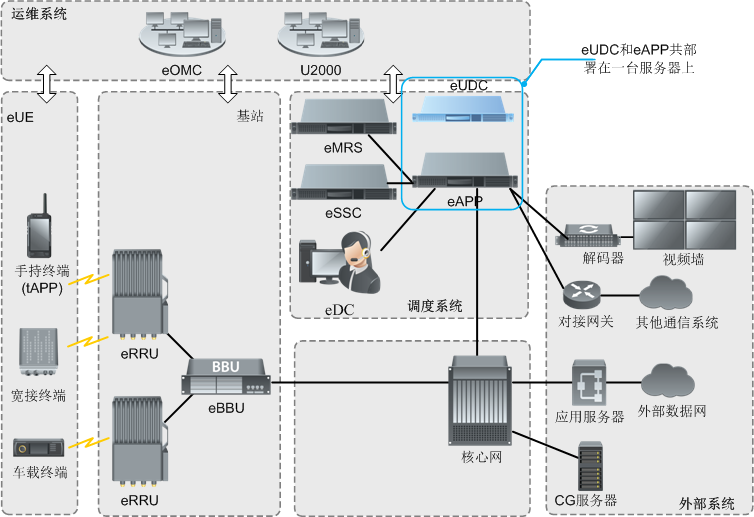 运维系统
eOMC
U2000
eUDC和eAPP共部
署在一台服务器上
eUE
基站
eUDC
eMRS
eSSC
eAPP
eDC
调度系统
手持终端
(tAPP)
宽接终端
车载终端
eRRU
BBU
eBBU
eRRU
核心网
解码器
视频墙
对接网关
其他通信系统
应用服务器
外部数据网
CG服务器
外部系统